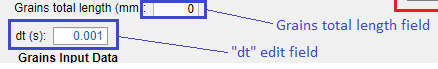 Grains total length (mm: 0
Grains total length field
dt (s): 0.001
"dt" edit field
Grains Input Data